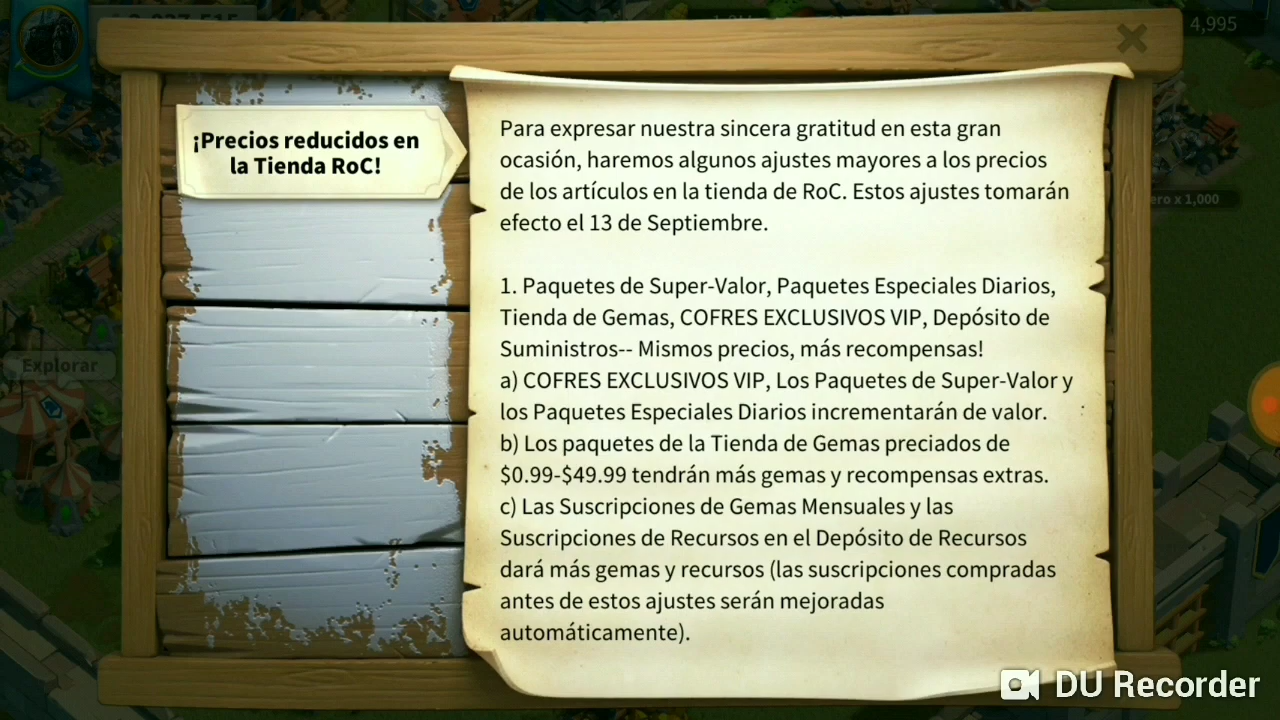 4,995
¡Precios reducidos en
la Tienda RoC!
Para expresar nuestra sincera gratitud en esta gran
ocasión, haremos algunos ajustes mayores a los precios
de los artículos en la tienda de RoC. Estos ajustes tomarán
efecto el 13 de Septiembre.
1. Paquetes de Super-Valor, Paquetes Especiales Diarios,
Tienda de Gemas, COFRES EXCLUSIVOS VIP, Depósito de
Suministros-- Mismos precios, más recompensas!
a) COFRES EXCLUSIVOS VIP, Los Paquetes de Super-Valor y
los Paquetes Especiales Diarios incrementarán de valor.
b) Los paquetes de la Tienda de Gemas preciados de
$0.99-$49.99 tendrán más gemas y recompensas extras.
c) Las Suscripciones de Gemas Mensuales y las
Suscripciones de Recursos en el Depósito de Recursos
dará más gemas y recursos (las suscripciones compradas
antes de estos ajustes serán mejoradas
automáticamente).
x 1,000
Explorar
DU Recorder